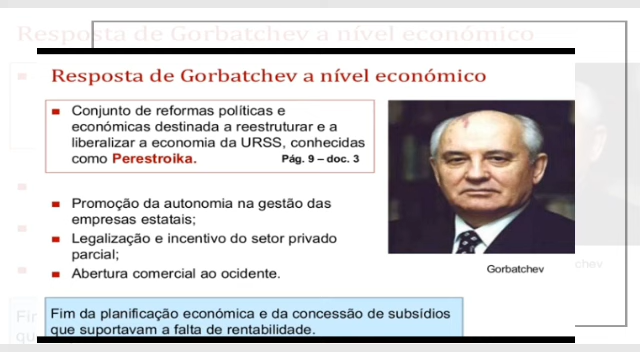 Resposta de Gorbatchev a nível económico
Resposta de Gorbatchev a nível económico
Conjunto de reformas políticas e
económicas destinada a reestruturar e a
liberalizar a economia da URSS, conhecidas
como Perestroika. Pág. 9 – doc. 3
Promoção da autonomia na gestão das
empresas estatais;
Legalização e incentivo do setor privado
parcial;
Abertura comercial ao ocidente.
Gorbatchev
chev
Fim da planificação económica e da concessão de subsídios
que suportavam a falta de rentabilidade.
Fir
qu